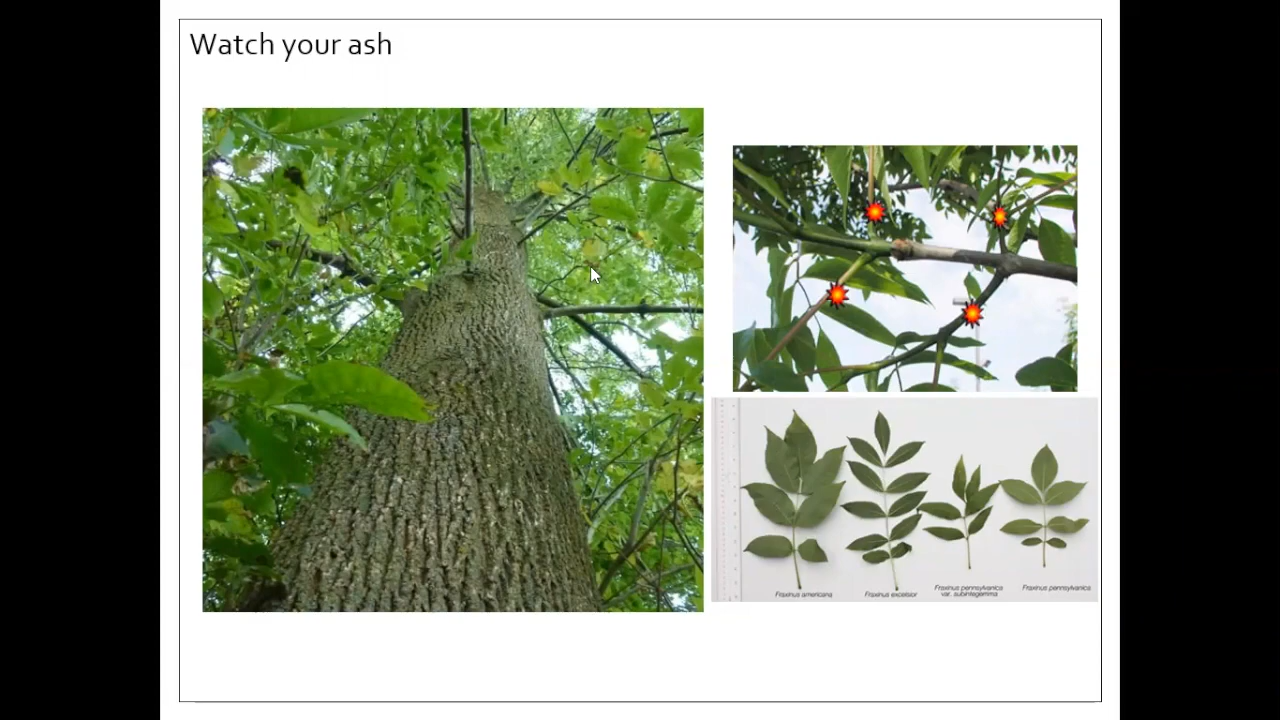 Watch your ash
Fraxinus americana
Fraxinus excelsior
Fraxinus pennsylvanica
var. subintegerrima
Fraxinus pennsylvanica